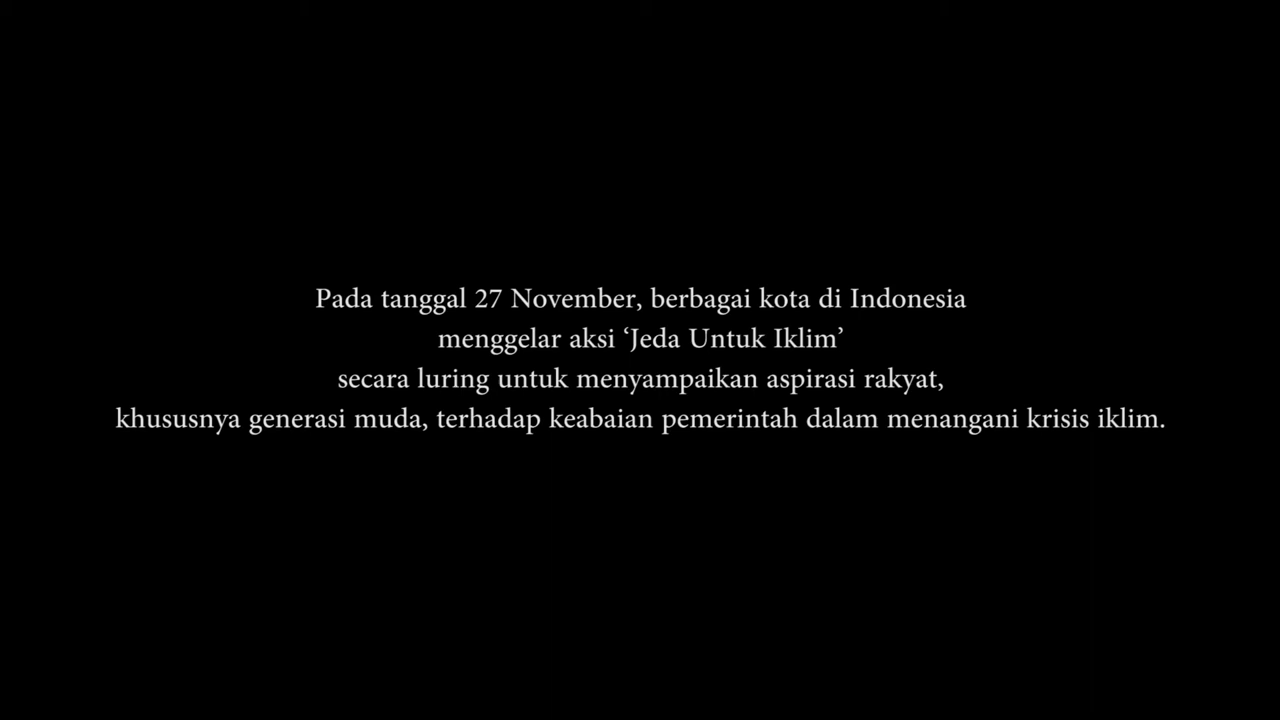 Pada tanggal 27 November, berbagai kota di Indonesia
menggelar aksi ‘Jeda Untuk Iklim’
secara luring untuk menyampaikan aspirasi rakyat,
khususnya generasi muda, terhadap keabaian pemerintah dalam menangani krisis iklim.